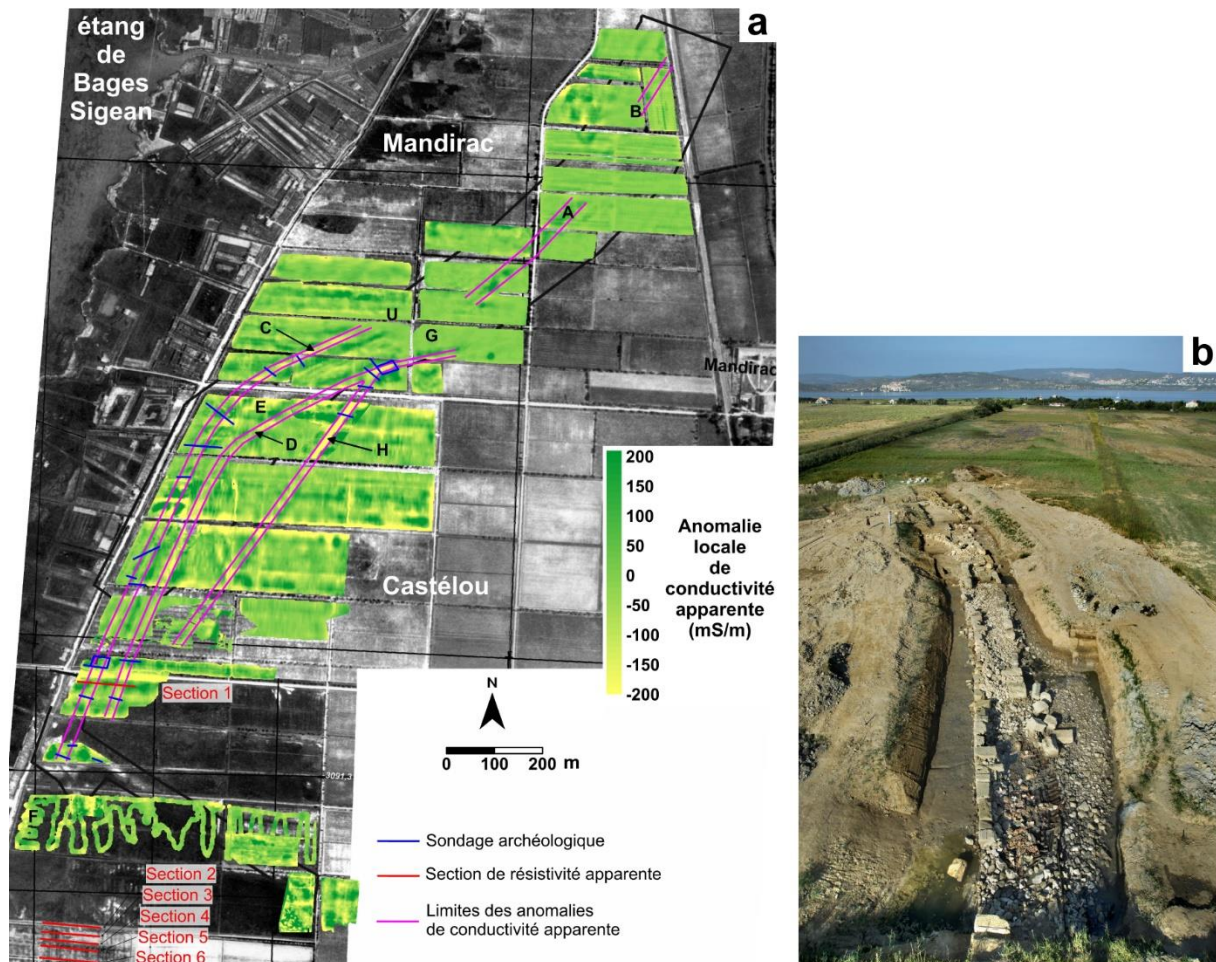 étang
de
Bages
Sigean
a
Mandirac
B
A
U
C
G
Mandirac
E
D
H
Castélou
200
150
100
50
0
-50
-100
-150
-200
Anomalie
locale
de
conductivité
apparente
(mS/m)
Section 1
N
0 100 200 m
3091,3
F
Sondage archéologique
Section de résistivité apparente
Limites des anomalies
de conductivité apparente
Section 2
Section 3
Section 4
Section 5
Section 6
b